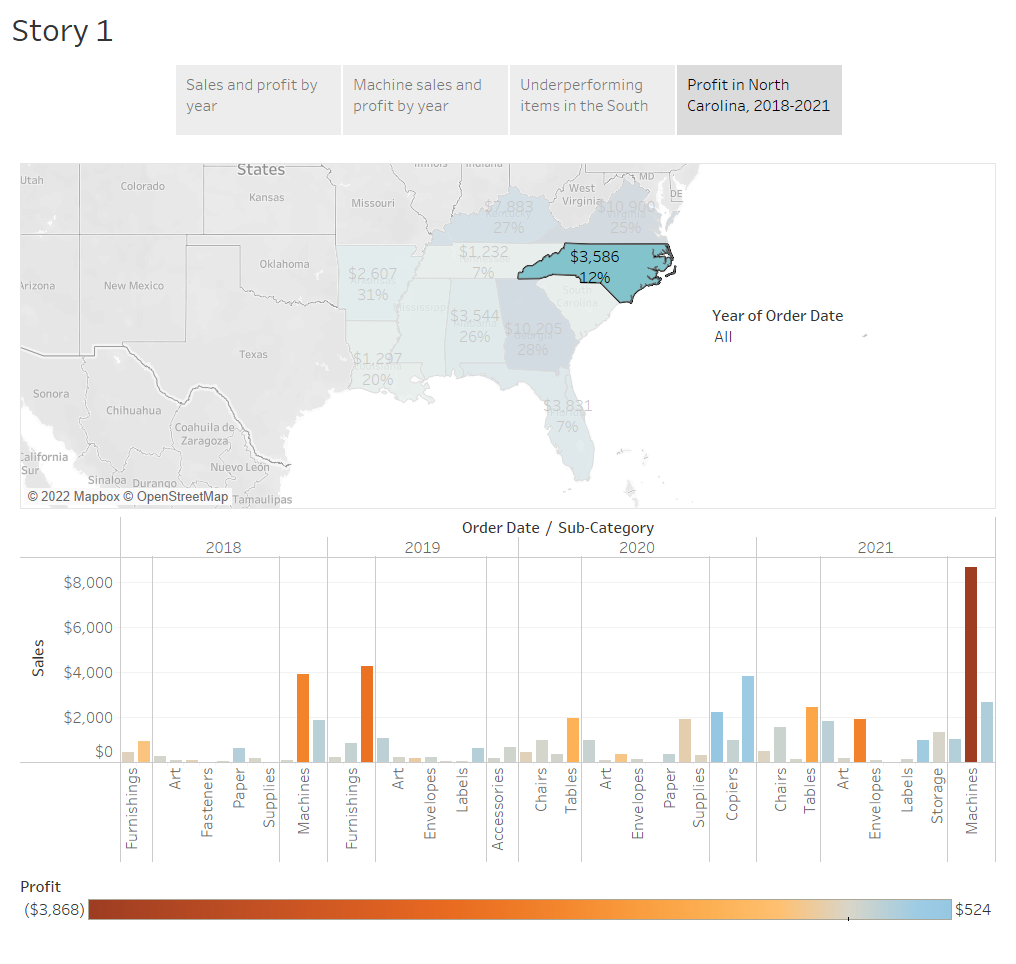 Story 1
Sales and profit by
year
Machine sales and
profit by year
Underperforming
items in the South
Profit in North
Carolina, 2018-2021
States
Utah
Colorado
Kansas
Missouri
Illinois
Indiana
West
Virginia
MD
DE
$7,883
Kentucky
27%
$10,900
Virginia
25%
$1,232
7%
$3,586
12%
Oklahoma
$2,607
Arkansas
31%
Arizona
New Mexico
Mississippi
South
Carolina
$3,544
Alabama
26%
$10,205
Georgia
28%
Texas
$1,297
20%
Year of Order Date
All
Sonora
Chihuahua
Coahuila de
Zaragoza
$3,831
7%
California
Sur
Sinaloa
Durango
Nuevo León
Tamaulipas
© 2022 Mapbox © OpenStreetMap
Order Date / Sub-Category
2018 2019 2020 2021
Sales
$8,000
$6,000
$4,000
$2,000
$0
Furnishings
Art
Fasteners
Paper
Supplies
Machines
Furnishings
Art
Envelopes
Labels
Accessories
Chairs
Tables
Art
Envelopes
Paper
Supplies
Copiers
Chairs
Tables
Art
Envelopes
Labels
Storage
Machines
Profit
($3,868) $524